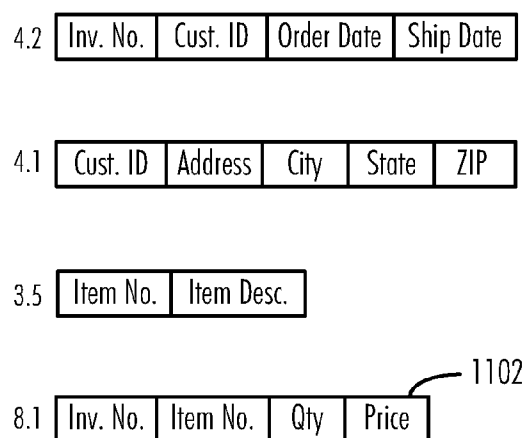 4.2 Inv. No. Cust. ID Order Date Ship Date
4.1 Cust. ID Address City State ZIP
3.5 Item No. Item Desc.
1102
8.1 Inv. No. Item No. Qty Price